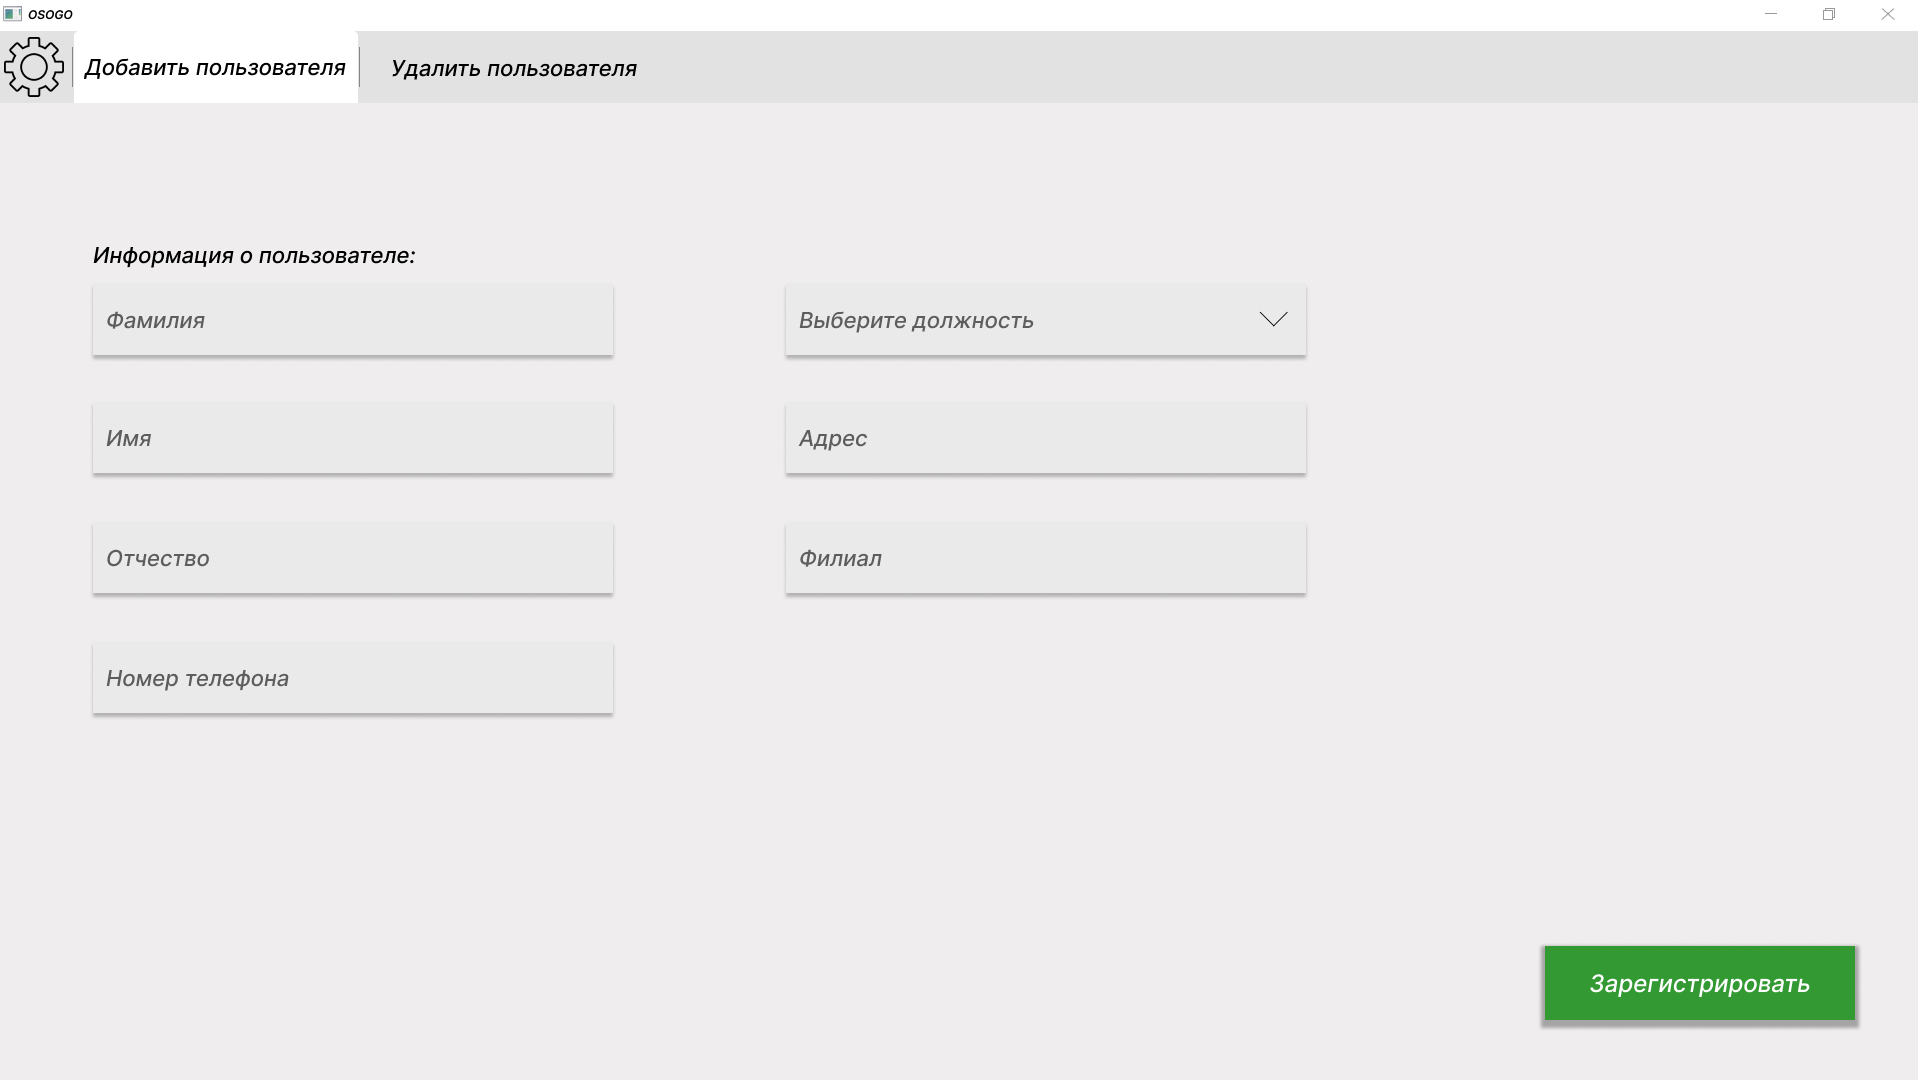 OSOGO
Добавить пользователя
Удалить пользователя
Информация о пользователе:
Фамилия
Выберите должность
Имя
Адрес
Отчество
Филиал
Номер телефона
Зарегистрировать